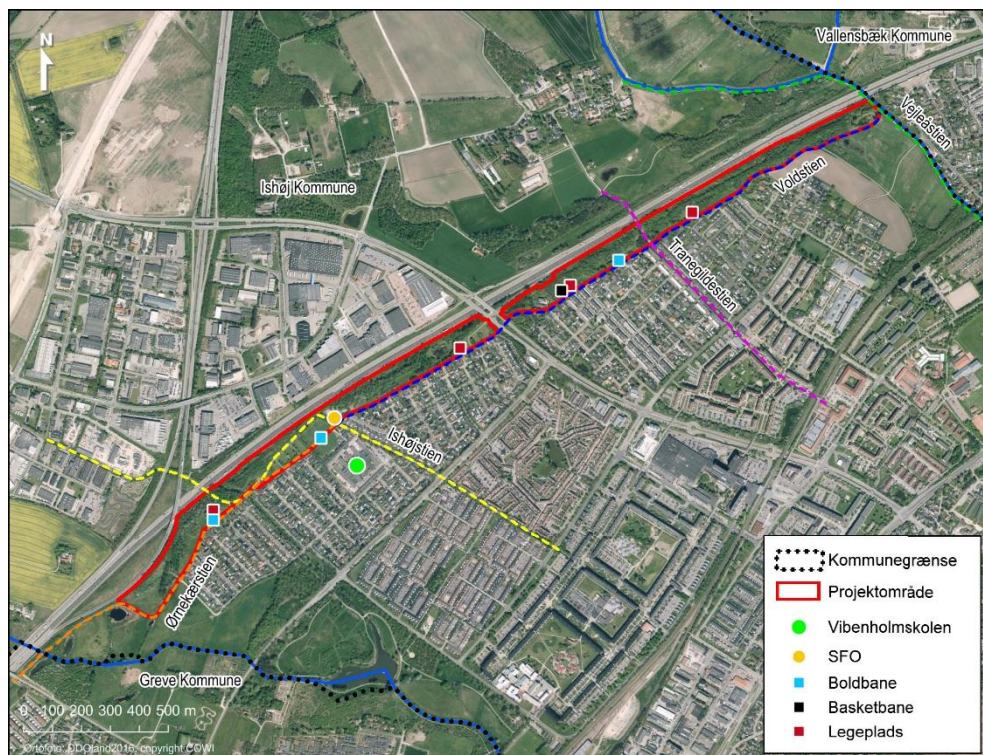 Vallensbæk Kommune
N
Vejleåstien
Ishøj Kommune
Voldstien
Tranegildestien
Ishøjstien
Ørnekærstien
Greve Kommune
0 100 200 300 400 500 m
Ortofoto: DDOland2016, copyright COWI
Kommunegrænse
Projektområde
Vibenholmskolen
SFO
Boldbane
Basketbane
Legeplads